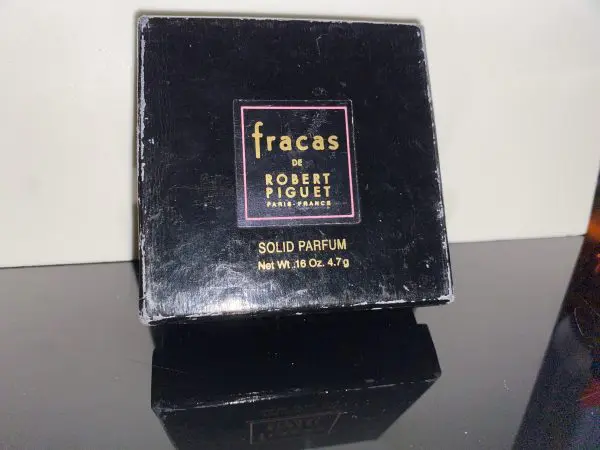 fracas
DE
ROBERT
PIGUET
PARIS-FRANCE
SOLID PARFUM
Net Wt .16 Oz. 4.7g